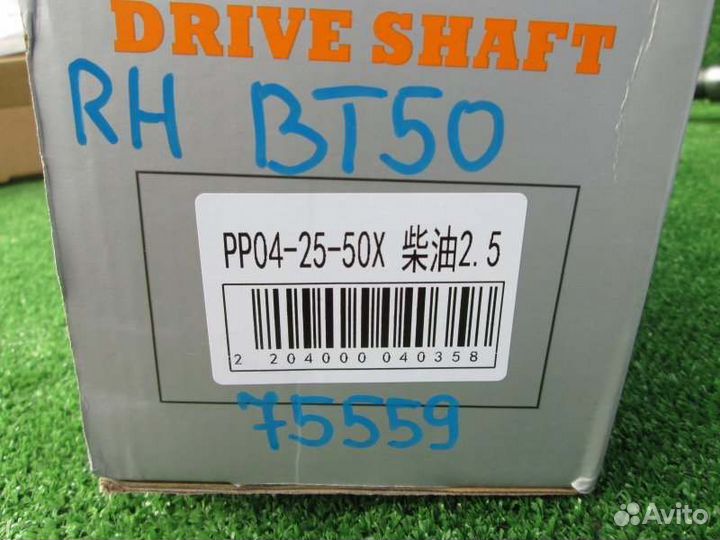 DRIVE SHAFT
RH BT50
PP04-25-50X 柴油2.5
2 204000 040358
75559
Avito